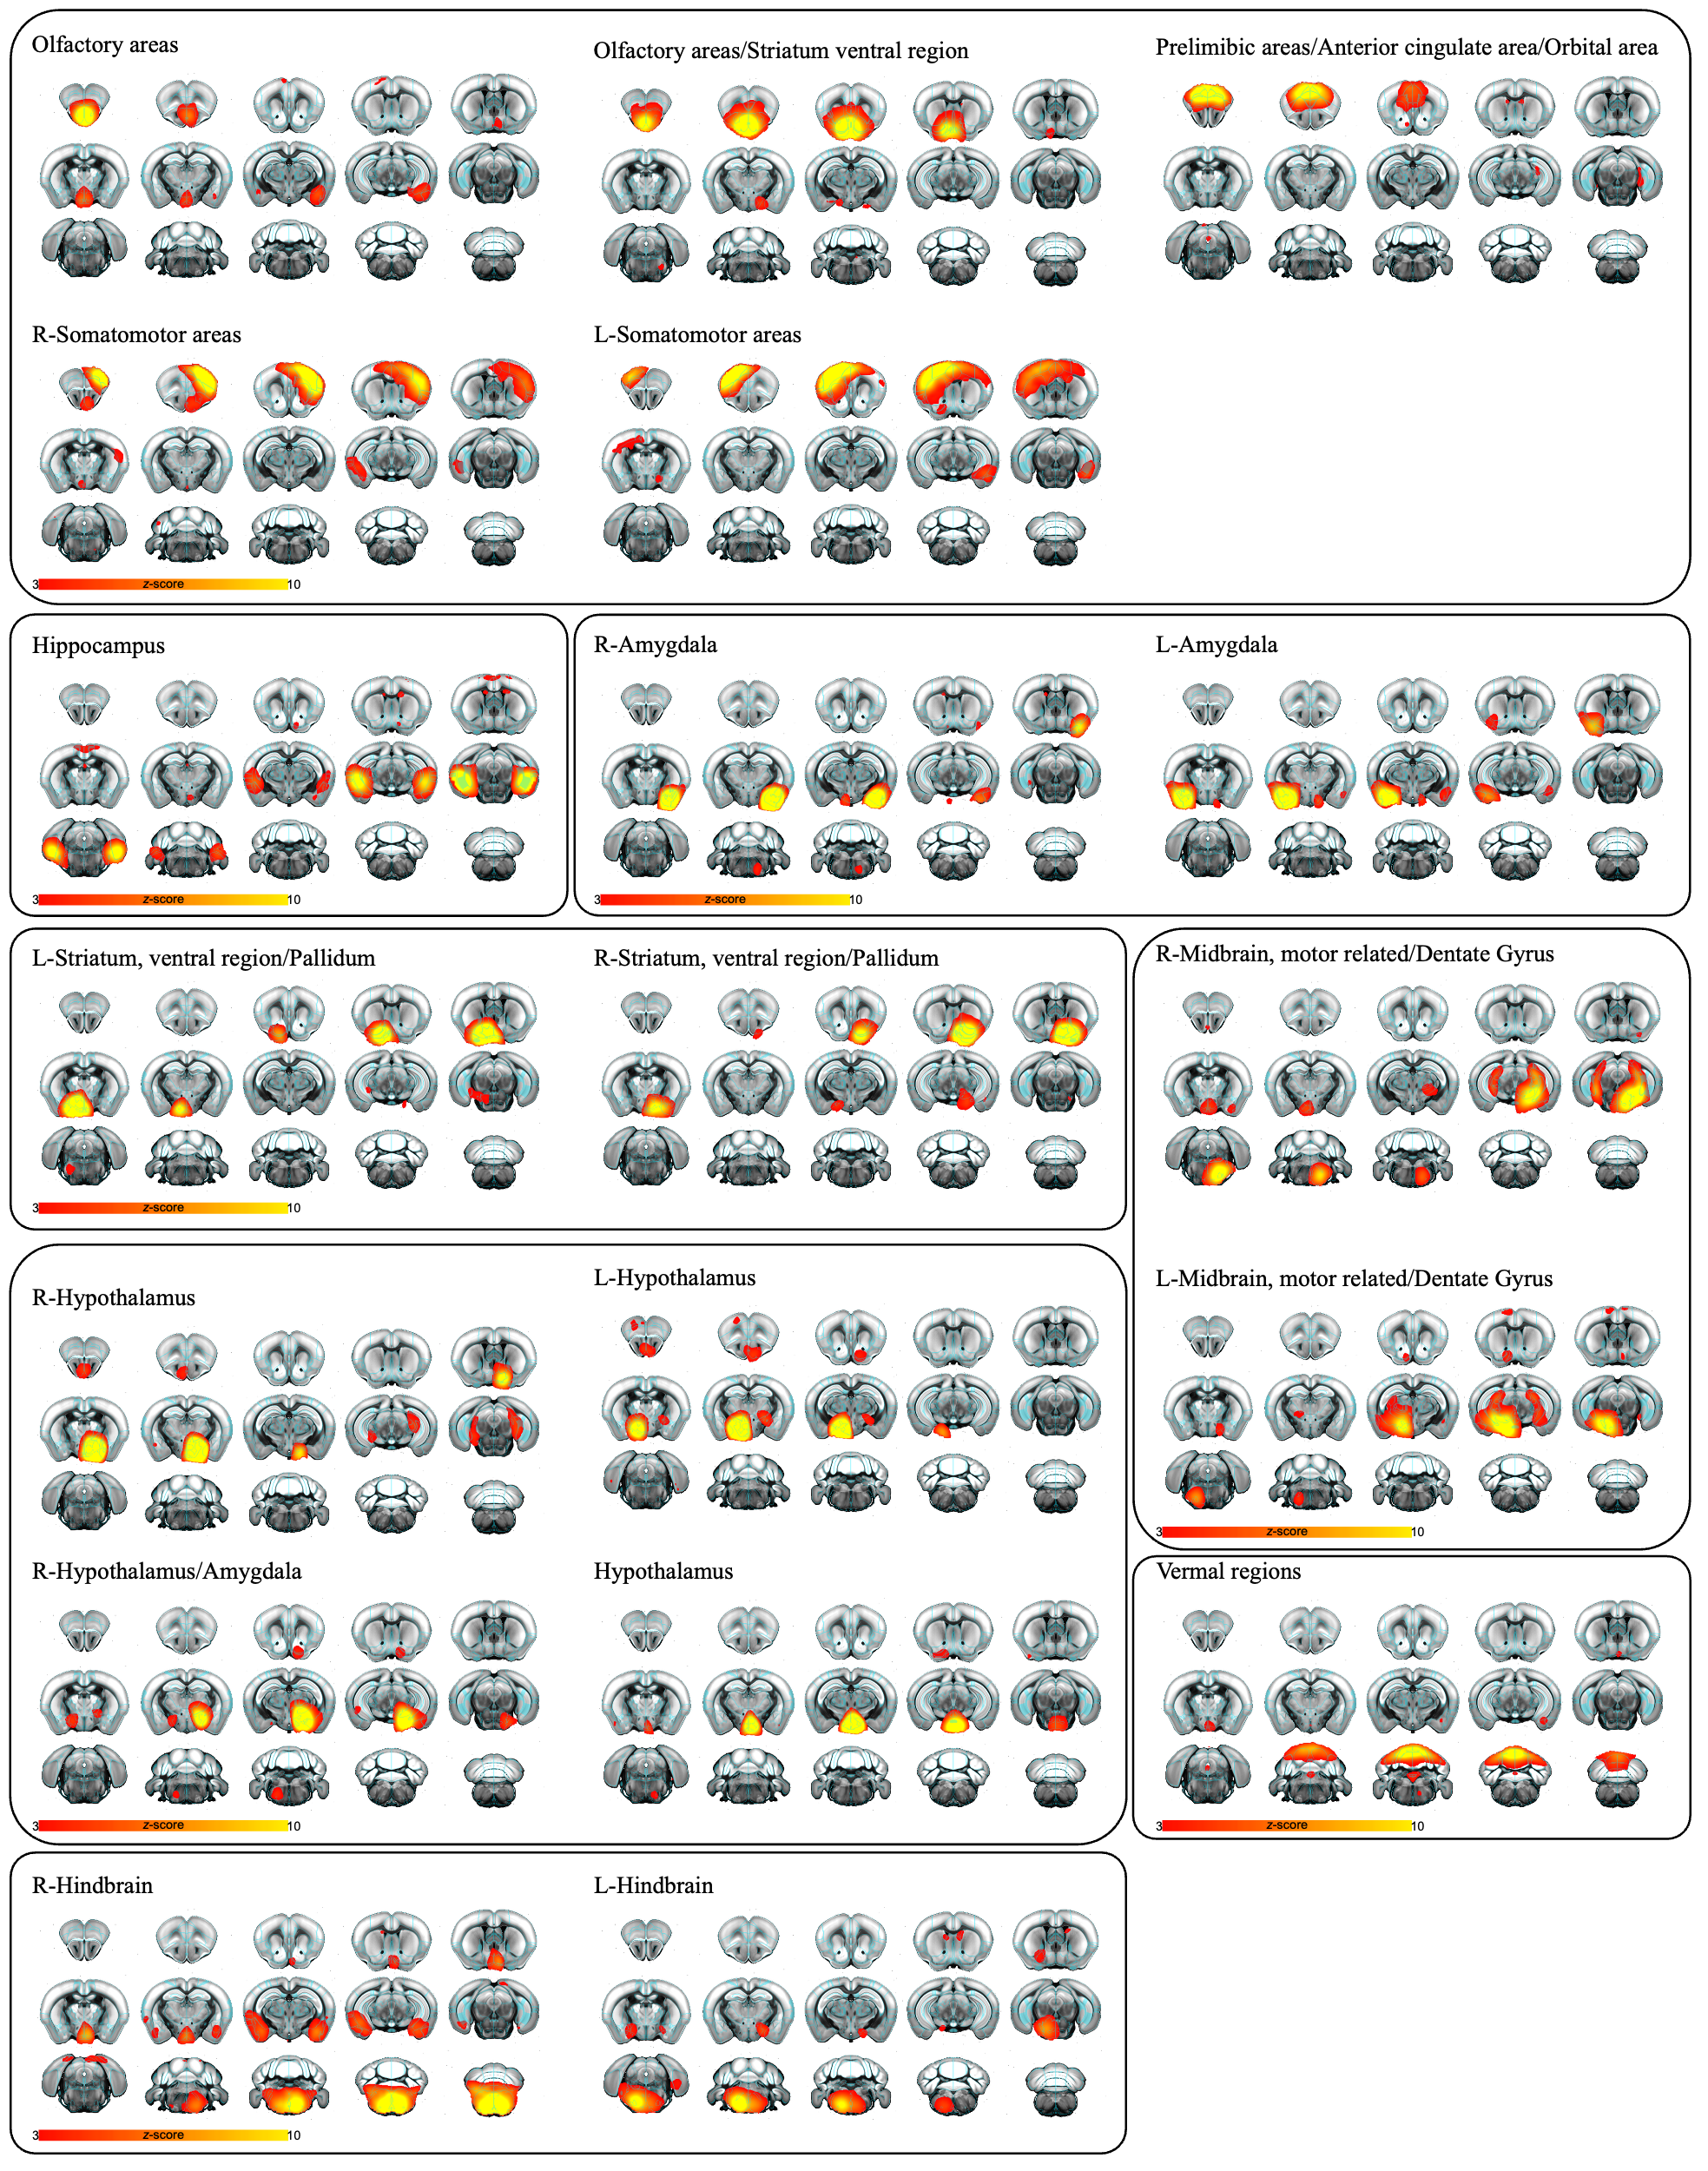 Olfactory areas
Olfactory areas/Striatum ventral region
Prelimibic areas/Anterior cingulate area/Orbital area
R-Somatomotor areas
L-Somatomotor areas
3 z-score 10
Hippocampus
3 z-score 10
R-Amygdala
L-Amygdala
3 z-score 10
L-Striatum, ventral region/Pallidum
R-Striatum, ventral region/Pallidum
3 z-score 10
R-Midbrain, motor related/Dentate Gyrus
L-Midbrain, motor related/Dentate Gyrus
3 z-score 10
R-Hypothalamus
L-Hypothalamus
R-Hypothalamus/Amygdala
Hypothalamus
3 z-score 10
Vermal regions
3 z-score 10
R-Hindbrain
L-Hindbrain
3 z-score 10